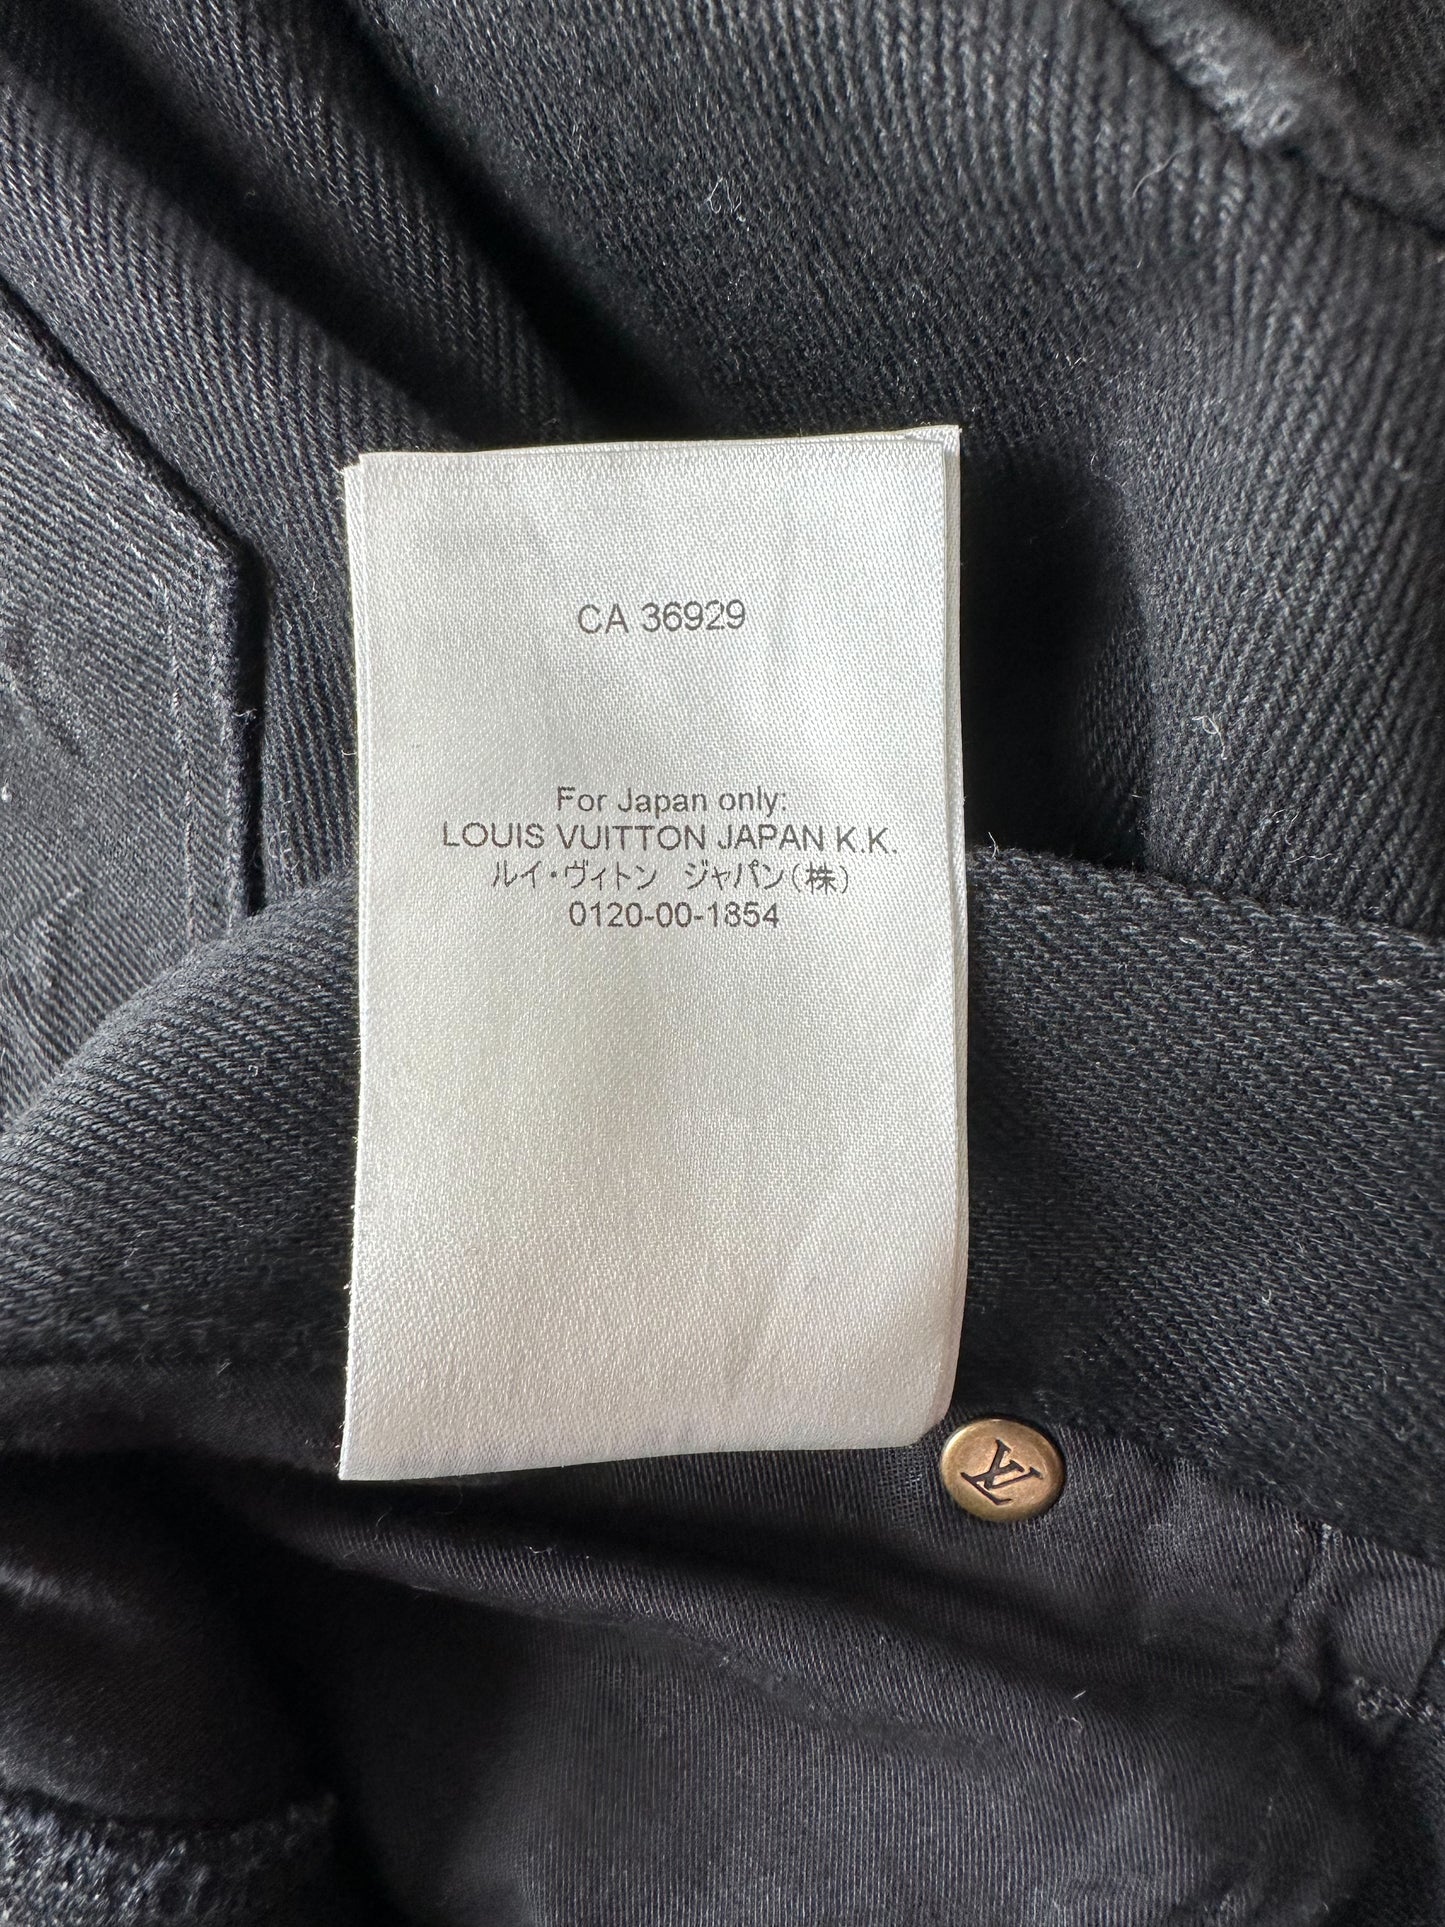 CA 36929
For Japan only:
LOUIS VUITTON JAPAN K.K.
ルイ・ヴィトン ジャパン(株)
0120-00-1854
LV